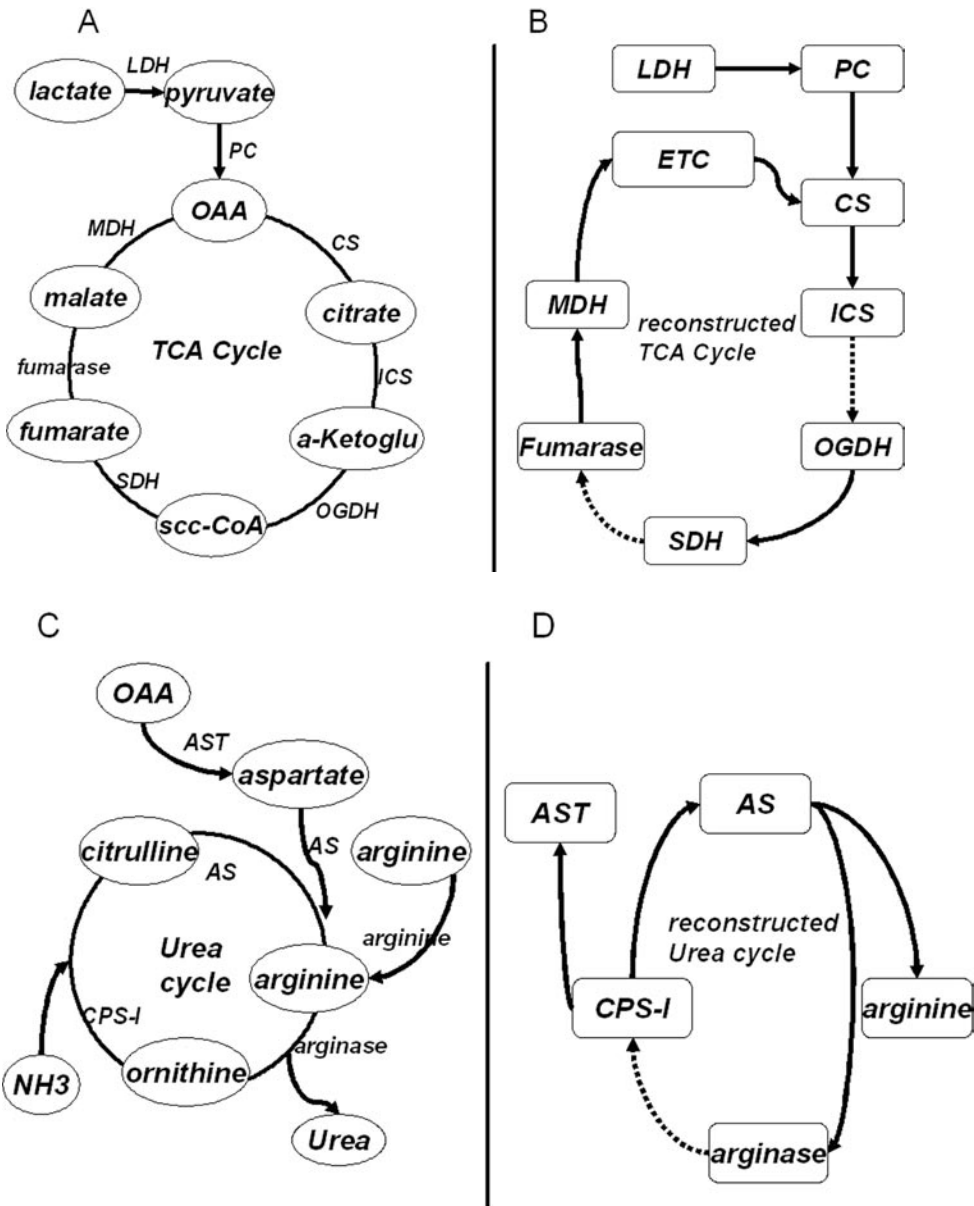 A
LDH
lactate
pyruvate
PC
OAA
MDH
CS
malate
citrate
TCA Cycle
fumarase
ICS
fumarate
a-Ketoglu
SDH
OGDH
scc-CoA
B
LDH
PC
ETC
CS
MDH
reconstructed
TCA Cycle
ICS
Fumarase
OGDH
SDH
C
OAA
AST
aspartate
citrulline
AS
AS
arginine
Urea
cycle
arginine
arginine
CPS-I
arginase
NH3
ornithine
Urea
D
AST
AS
reconstructed
Urea cycle
CPS-I
arginine
arginase